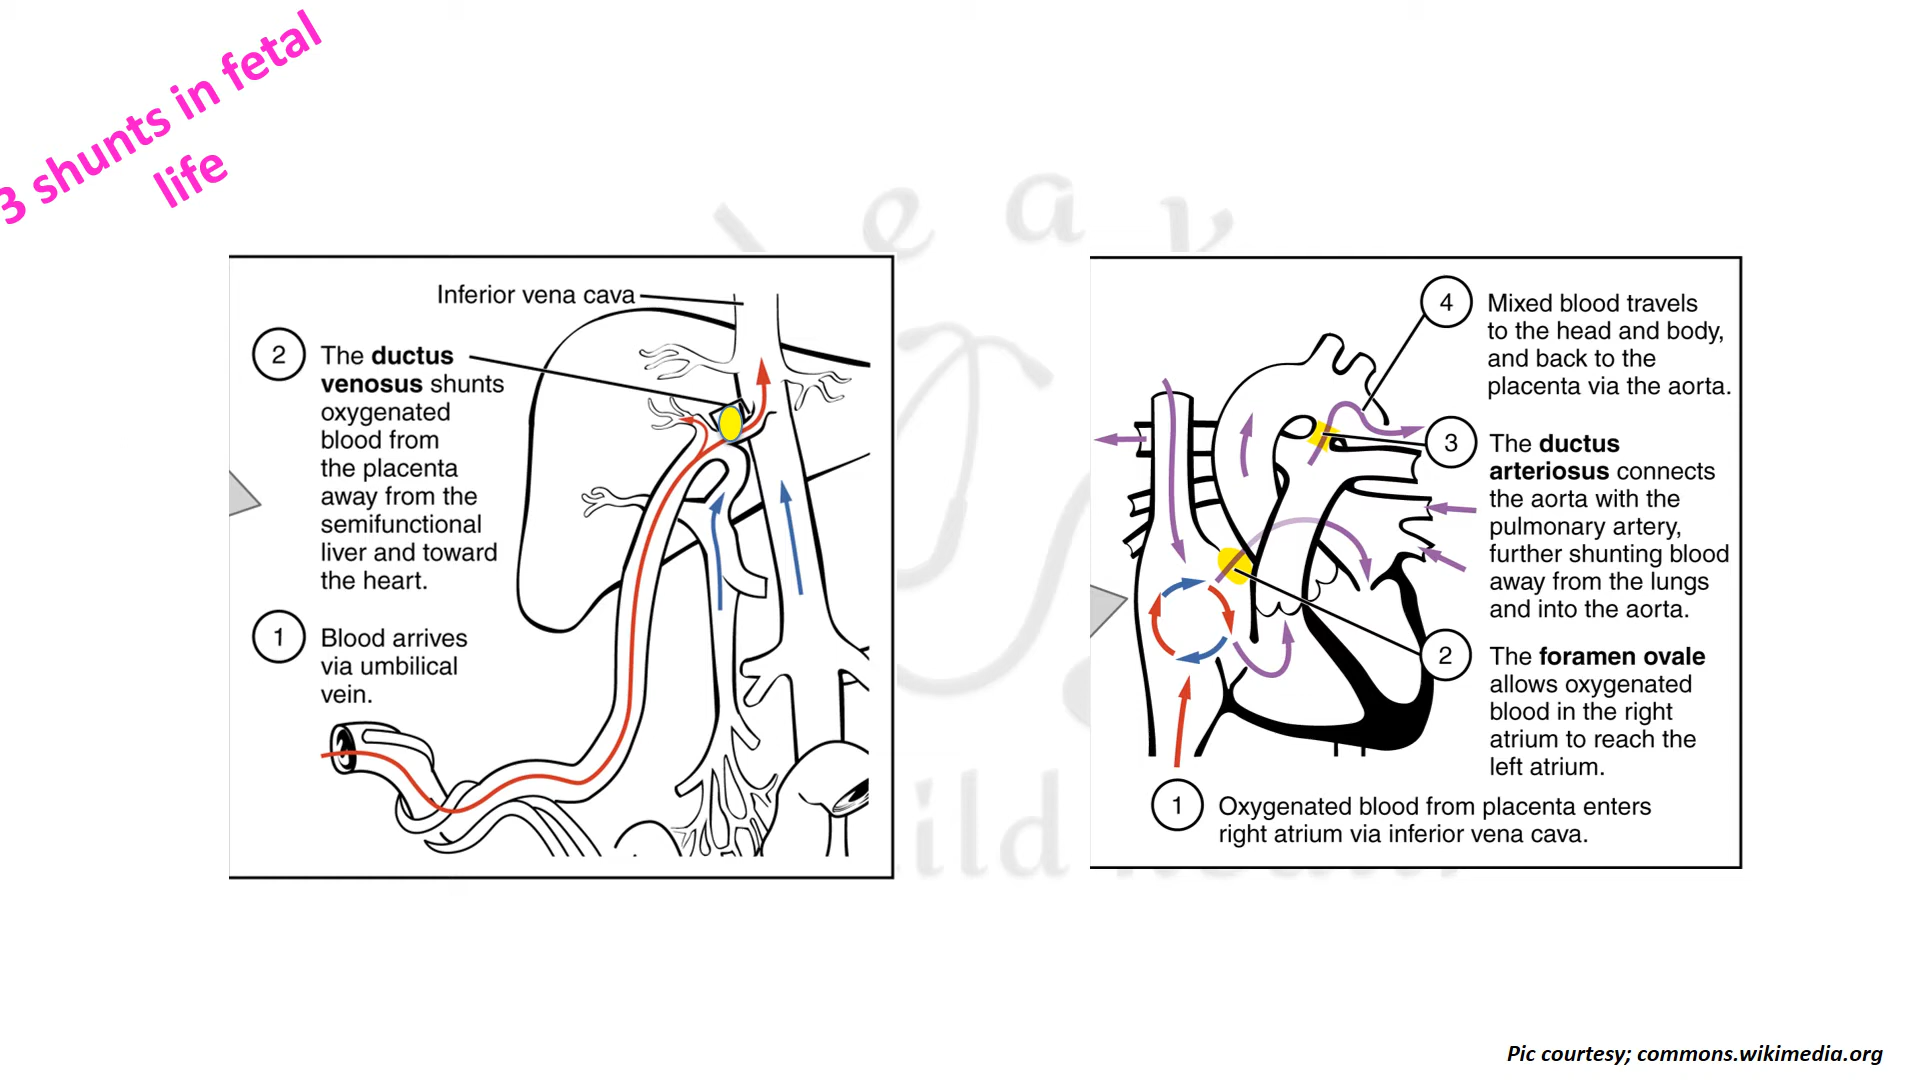 3 shunts in fetal
life
Inferior vena cava
2
The ductus
venosus shunts
oxygenated
blood from
the placenta
away from the
semifunctional
liver and toward
the heart.
1
Blood arrives
via umbilical
vein.
4
Mixed blood travels
to the head and body,
and back to the
placenta via the aorta.
3
The ductus
arteriosus connects
the aorta with the
pulmonary artery,
further shunting blood
away from the lungs
and into the aorta.
2
The foramen ovale
allows oxygenated
blood in the right
atrium to reach the
left atrium.
1
Oxygenated blood from placenta enters
right atrium via inferior vena cava.
Pic courtesy; commons.wikimedia.org